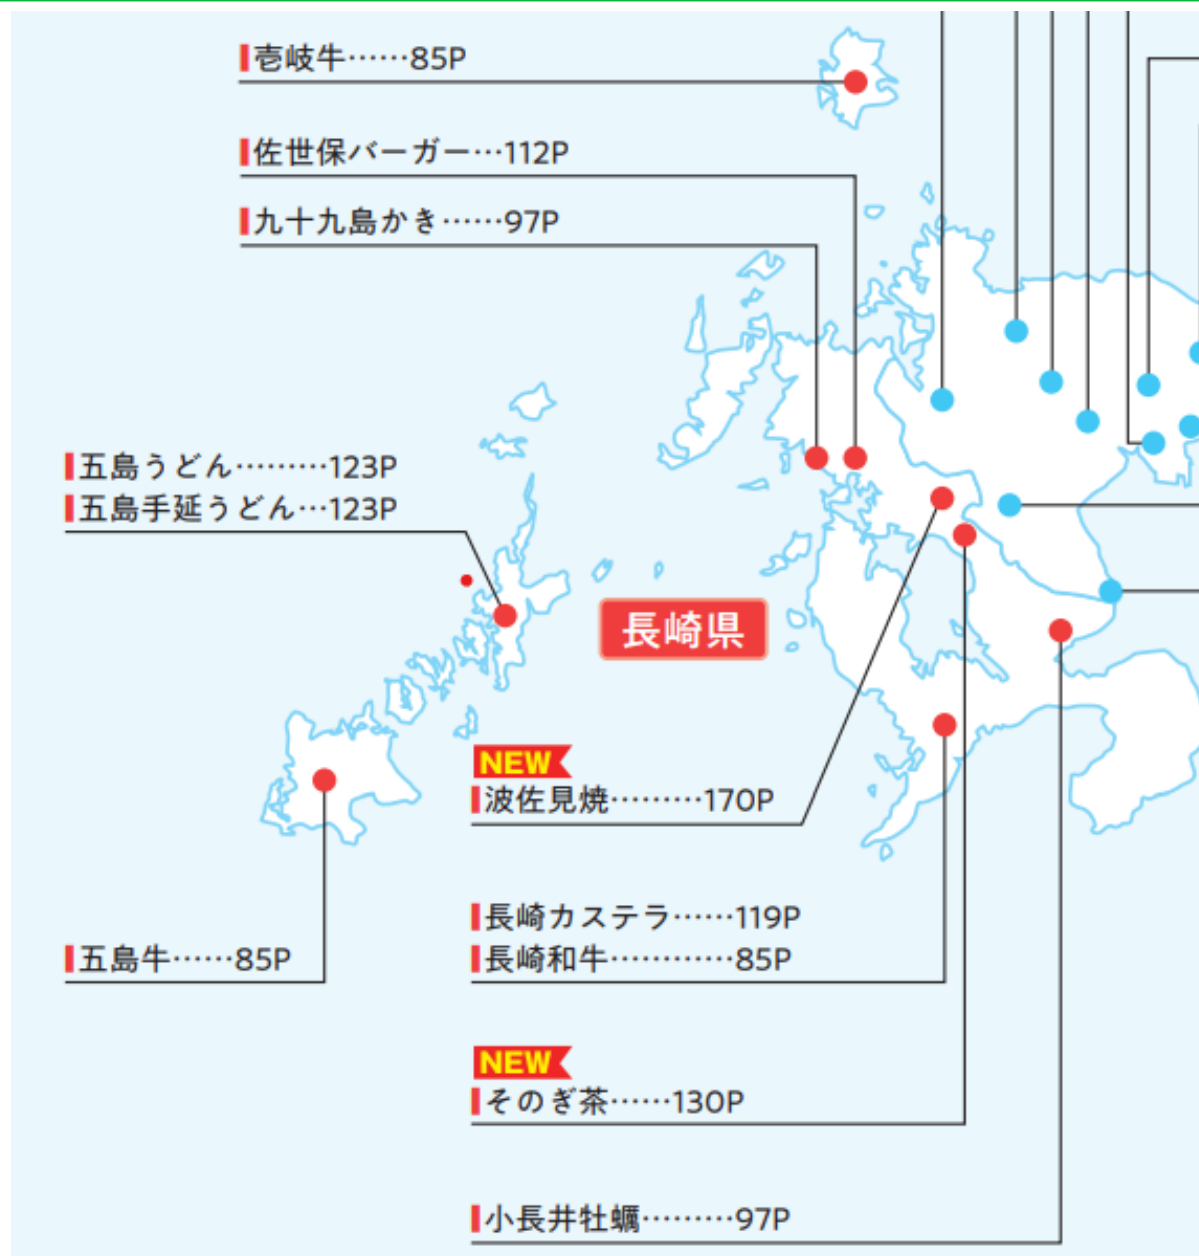 壱岐牛……85P
佐世保バーガー…112P
九十九島かき……97P
五島うどん………123P
五島手延うどん…123P
長崎県
NEW
波佐見焼………170P
長崎カステラ……119P
長崎和牛…………85P
五島牛……85P
NEW
そのぎ茶……130P
小長井牡蠣………97P